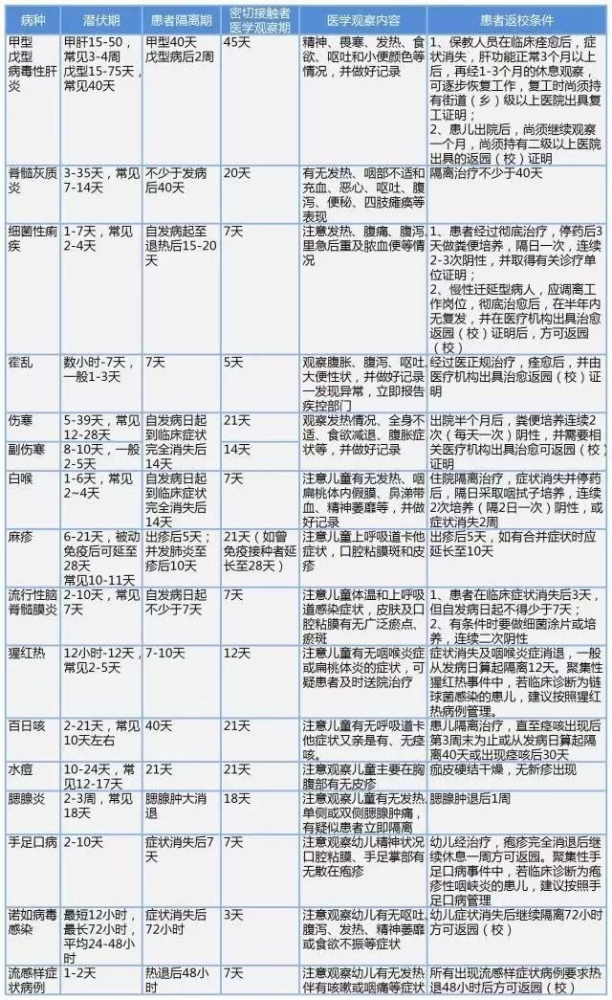 病种
潜伏期
患者隔离期
密切接触者
医学观察期
医学观察内容
患者返校条件
甲型
戊型
病毒性肝
炎
甲肝15-50,
常见3-4周
戊型15-75天,
常见40天
甲型40天
戊型病后2周
45天
精神、畏寒、发热、食
欲、呕吐和小便颜色等
情况，并做好记录
1、保教人员在临床痊愈后，症
状消失，肝功能正常3个月以上
后，再经1-3个月的休息观察，
可逐步恢复工作，复工时尚须持
有街道（乡）级以上医院出具复
工证明；
2、患儿出院后，尚须继续观察
一个月，尚须持有二级以上医院
出具的返园（校）证明
脊髓灰质
炎
3-35天，常见
7-14天
不少于发病
后40天
20天
有无发热、咽部不适和
充血、恶心、呕吐、腹
泻、便秘、四肢瘫痪等
表现
隔离治疗不少于40天
细菌性痢
疾
1-7天，常见
2-4天
自发病起至
退热后15-20
天
7天
注意发热、腹痛、腹泻、
里急后重及脓血便等情
况
1、患者经过彻底治疗，停药后3
天做粪便培养，隔日一次，连续
2-3次阴性，并取得有关诊疗单
位证明；
2、慢性迁延型病人，应调离工
作岗位，彻底治愈后，在半年内
无复发，并在医疗机构出具治愈
返园（校）证明后，方可返园
（校）
霍乱
数小时-7天，
一般1-3天
7天
5天
观察腹胀、腹泻、呕吐、
大便性状，并做好记录
一发现异常，立即报告
疾控部门
经过医正规治疗，痊愈后，并由
医疗机构出具治愈返园（校）证
明
伤寒
5-39天，常见
12-28天
自发病日起
到临床症状
完全消失后
14天
21天
观察发热情况、全身不
适、食欲减退、腹胀症
状等，并做好记录
出院半个月后，粪便培养连续2
次（每天一次）阴性，并需要相
关医疗机构出具治愈可返园（校）
证明
副伤寒
8-10天，一般
2-5天
14天
白喉
1-6天，常见
2~4天
自发病日起
到临床症状
完全消失后
14天
7天
注意儿童有无发热、咽
扁桃体内假膜、鼻涕带
血、精神萎靡等，并做
好记录
住院隔离治疗，症状消失并停药
后，隔日采取咽拭子培养，连续
2次培养（隔2日一次）阴性，或
症状消失2周
麻疹
6-21天，被动
免疫后可延至
28天
常见10-11天
出疹后5天；
并发肺炎至
疹后10天
21天（如曾
免疫接种者延
长至28天）
注意儿童上呼吸道卡他
症状，口腔粘膜斑和皮
疹
出疹后5天，如有合并症状时应
延长至10天
流行性脑
脊髓膜炎
2-10天，常见
7天
自发病日起
不少于7天
7天
注意儿童体温和上呼吸
道感染症状，皮肤及口
腔粘膜有无广泛瘀点、
瘀斑
1、患者在临床症状消失后3天，
但自发病日起不得少于7天；
2、有条件时要做细菌涂片或培
养，连续二次阴性
猩红热
12小时-12天，
常见2-5天
7-10天
12天
注意儿童有无咽喉炎症
或扁桃体炎的症状，可
疑患者及时送院治疗
症状消失及咽喉炎症消退，一般
从发病日算起隔离12天。聚集性
猩红热事件中，若临床诊断为链
球菌感染的患儿，建议按照猩红
热病例管理。
百日咳
2-21天，常见
10天左右
40天
21天
注意儿童有无呼吸道卡
他症状又亲是有、无痉
咳。
患儿隔离治疗，直至痉咳出现后
第3周末为止或从发病日算起隔
离40天或出现痉咳后30天
水痘
10-24天，常
见12-17天
21天
21天
注意观察儿童主要在胸
腹部有无皮疹
痂皮硬结干燥，无新疹出现
腮腺炎
2-3周，常见
18天
腮腺肿大消
退
18天
注意观察儿童有无发热、
单侧或双侧腮腺肿痛，
有疑似患者立即隔离
腮腺肿退后1周
手足口病
2-10天
症状消失后7
天
7天
注意观察幼儿精神状况
口腔粘膜、手足掌部有
无散在疱疹
幼儿经治疗，疱疹完全消退后继
续休息一周方可返园。聚集性手
足口病事件中，若临床诊断为疱
疹性咽峡炎的患儿，建议按照手
足口病管理
诺如病毒
感染
最短12小时，
最长72小时，
平均24-48小
时
症状消失后
72小时
3天
注意观察幼儿有无呕吐、
腹泻、发热、精神萎靡
或食欲不振等症状
幼儿症状消失后继续隔离72小时
方可返园（校）
流感样症
状病例
1-2天
热退后48小
时
7天
注意观察幼儿有无发热
伴有咳嗽或咽痛等症状
所有出现流感样症状病例要求热
退48小时后方可返园（校）